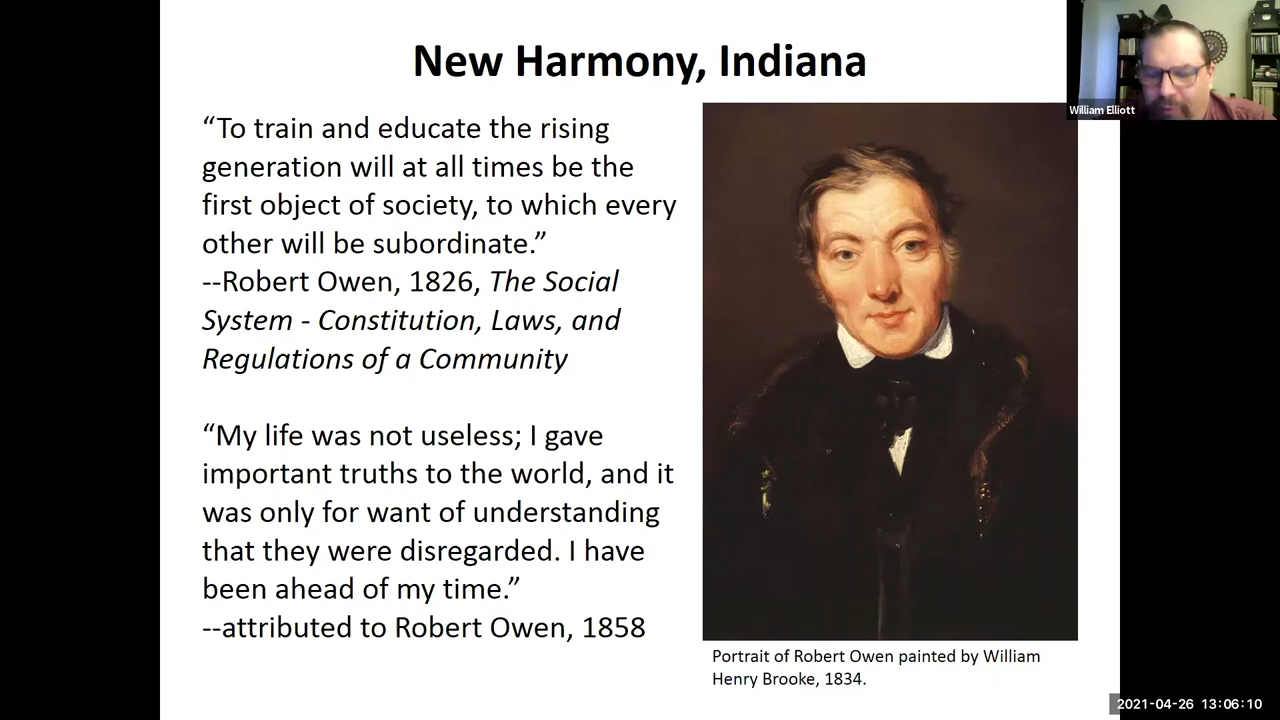 New Harmony, Indiana
William Elliott
“To train and educate the rising
generation will at all times be the
first object of society, to which every
other will be subordinate.”
--Robert Owen, 1826, The Social
System - Constitution, Laws, and
Regulations of a Community
“My life was not useless; I gave
important truths to the world, and it
was only for want of understanding
that they were disregarded. I have
been ahead of my time.”
--attributed to Robert Owen, 1858
Portrait of Robert Owen painted by William
Henry Brooke, 1834.
2021-04-26 13:06:10